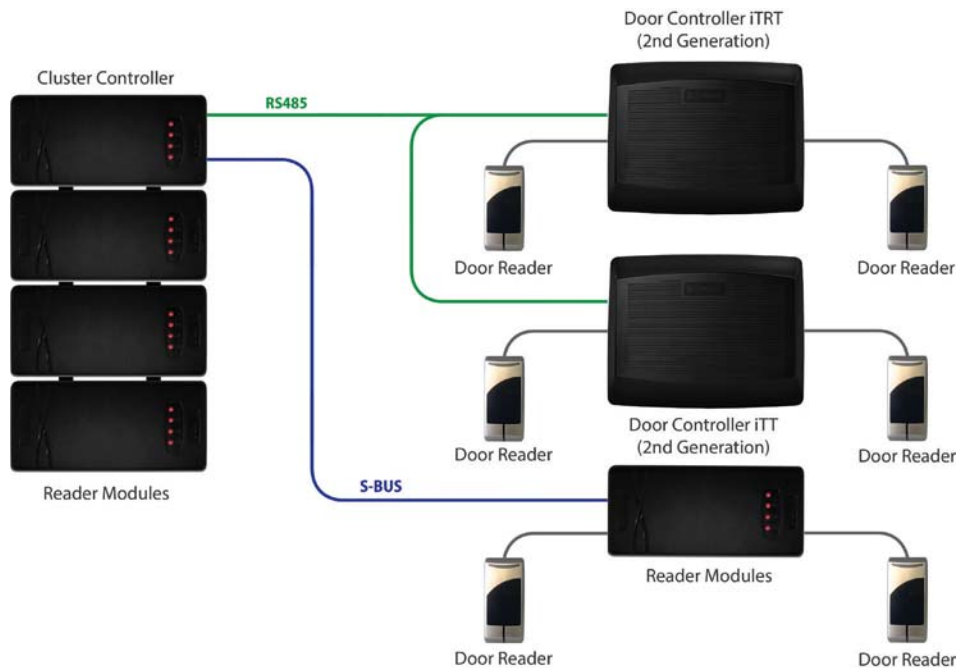 Door Controller iTRT
(2nd Generation)
Cluster Controller
RS485
Door Reader
Door Reader
Door Controller iTT
(2nd Generation)
Door Reader
Door Reader
Reader Modules
S-BUS
Reader Modules
Door Reader
Door Reader